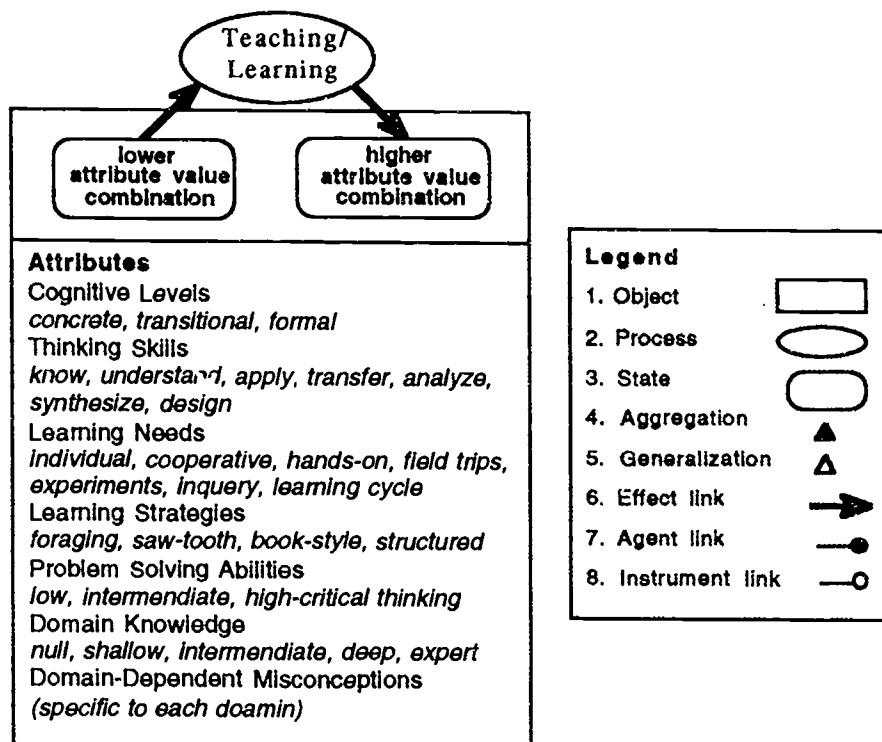 Teaching/
Learning
lower
attribute value
combination
higher
attribute value
combination
Attributes
Cognitive Levels
concrete, transitional, formal
Thinking Skills
know, understand, apply, transfer, analyze,
synthesize, design
Learning Needs
individual, cooperative, hands-on, field trips,
experiments, inquery, learning cycle
Learning Strategies
foraging, saw-tooth, book-style, structured
Problem Solving Abilities
low, intermendiate, high-critical thinking
Domain Knowledge
null, shallow, intermendiate, deep, expert
Domain-Dependent Misconceptions
(specific to each doamin)
Legend
1. Object
2. Process
3. State
4. Aggregation
5. Generalization
6. Effect link
7. Agent link
8. Instrument link